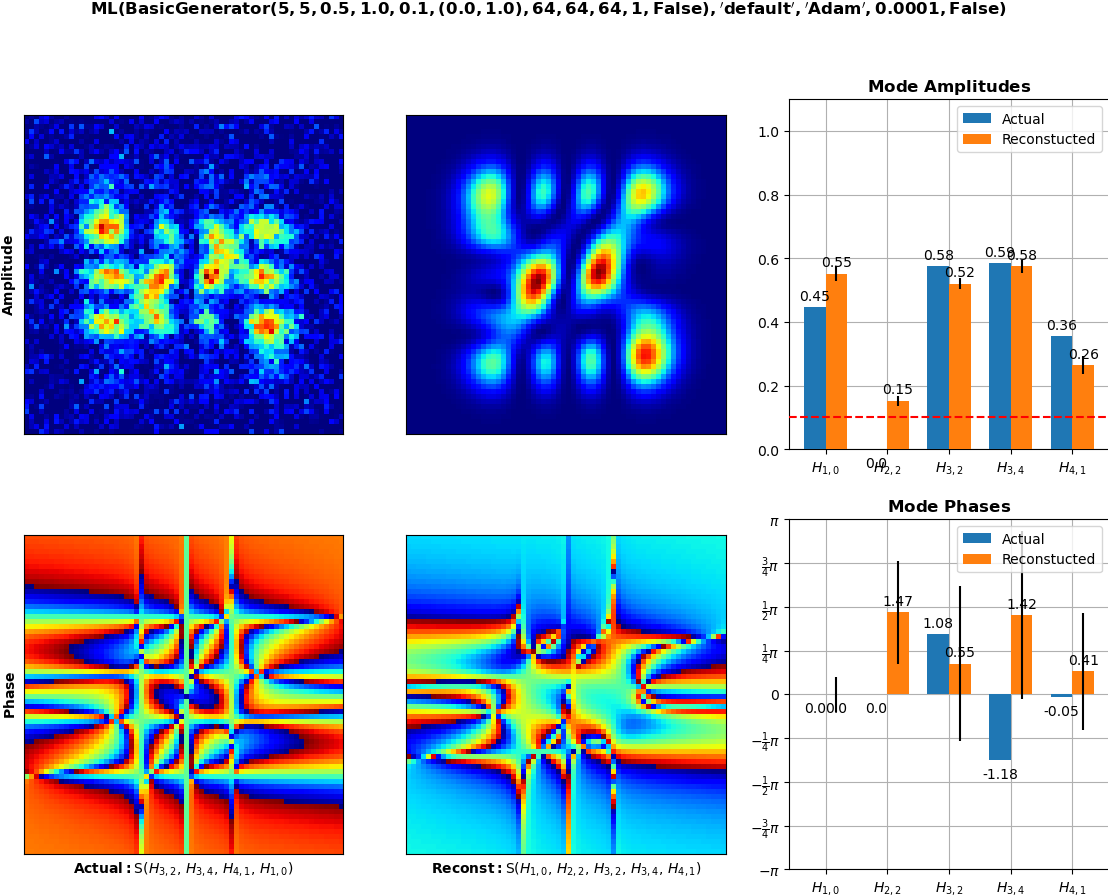 ML(BasicGenerator(5, 5, 0.5, 1.0, 0.1, (0.0, 1.0), 64, 64, 64, 1, False), 'default', 'Adam', 0.0001, False)
Amplitude
Mode Amplitudes
Actual
Reconstucted
1.0
0.8
0.6
0.4
0.2
0.0
0.45
0.55
0.0
0.15
0.58
0.52
0.59
0.58
0.36
0.26
H1,0
H2,2
H3,2
H3,4
H4,1
Phase
Actual: S(H3,2, H3,4, H4,1, H1,0)
Reconst: S(H1,0, H2,2, H3,2, H3,4, H4,1)
Mode Phases
Actual
Reconstucted
π
3/4π
1/2π
1/4π
0
−1/4π
−1/2π
−3/4π
−π
0.0
0.0
0.0
1.47
1.08
0.55
-1.18
1.42
-0.05
0.41
H1,0
H2,2
H3,2
H3,4
H4,1